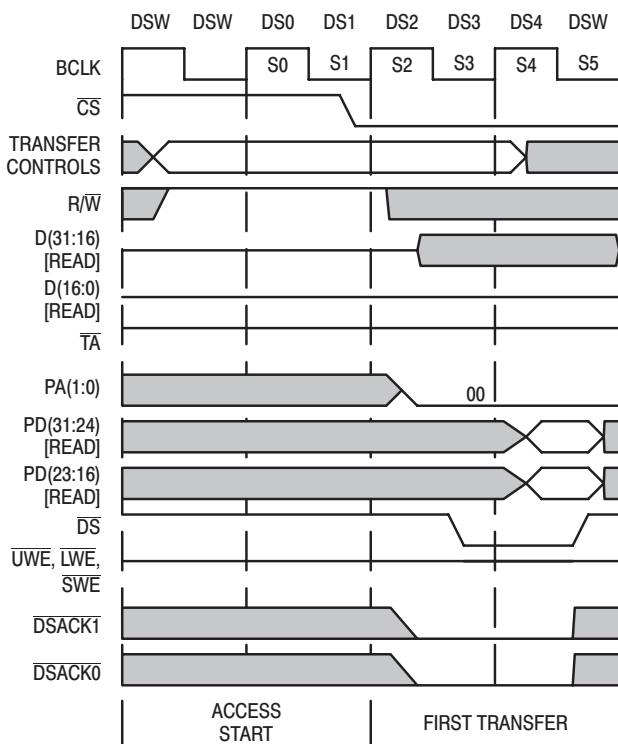 DSW DSW DS0 DS1 DS2 DS3 DS4 DSW
BCLK S0 S1 S2 S3 S4 S5
CS
TRANSFER
CONTROLS
R/W
D(31:16)
[READ]
D(16:0)
[READ]
TA
PA(1:0) 00
PD(31:24)
[READ]
PD(23:16)
[READ]
DS
UWE, LWE,
SWE
DSACK1
DSACK0
ACCESS
START
FIRST TRANSFER